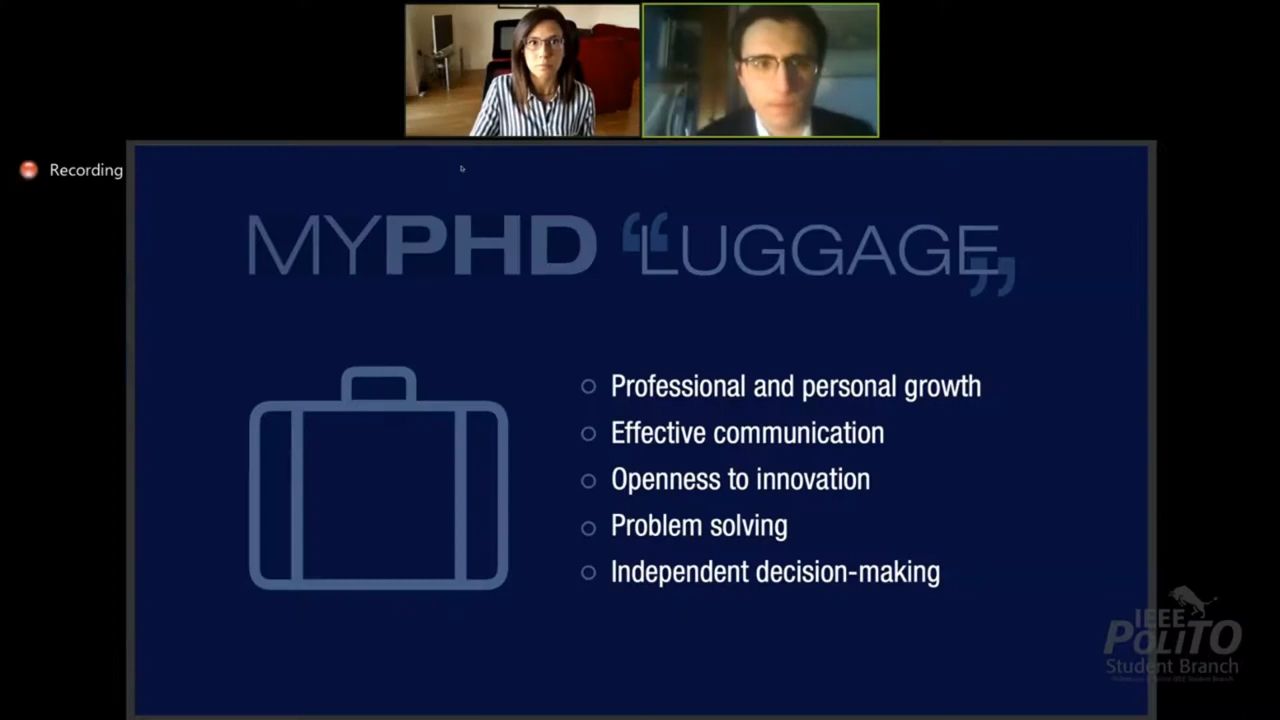 Recording
MYPHD “LUGGAGE”
Professional and personal growth
Effective communication
Openness to innovation
Problem solving
Independent decision-making
IEEE
POLITO
Student Branch